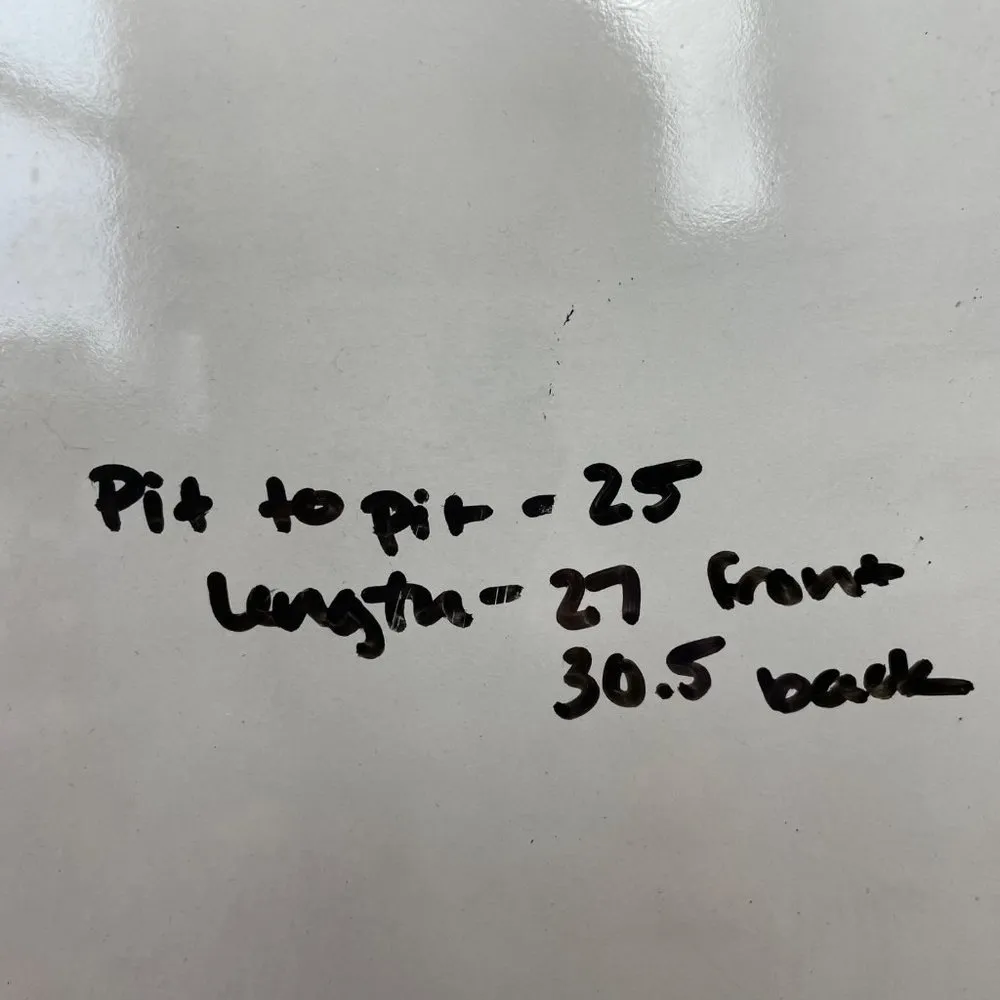 Pit to pit - 25
Length - 27 front
30.5 back